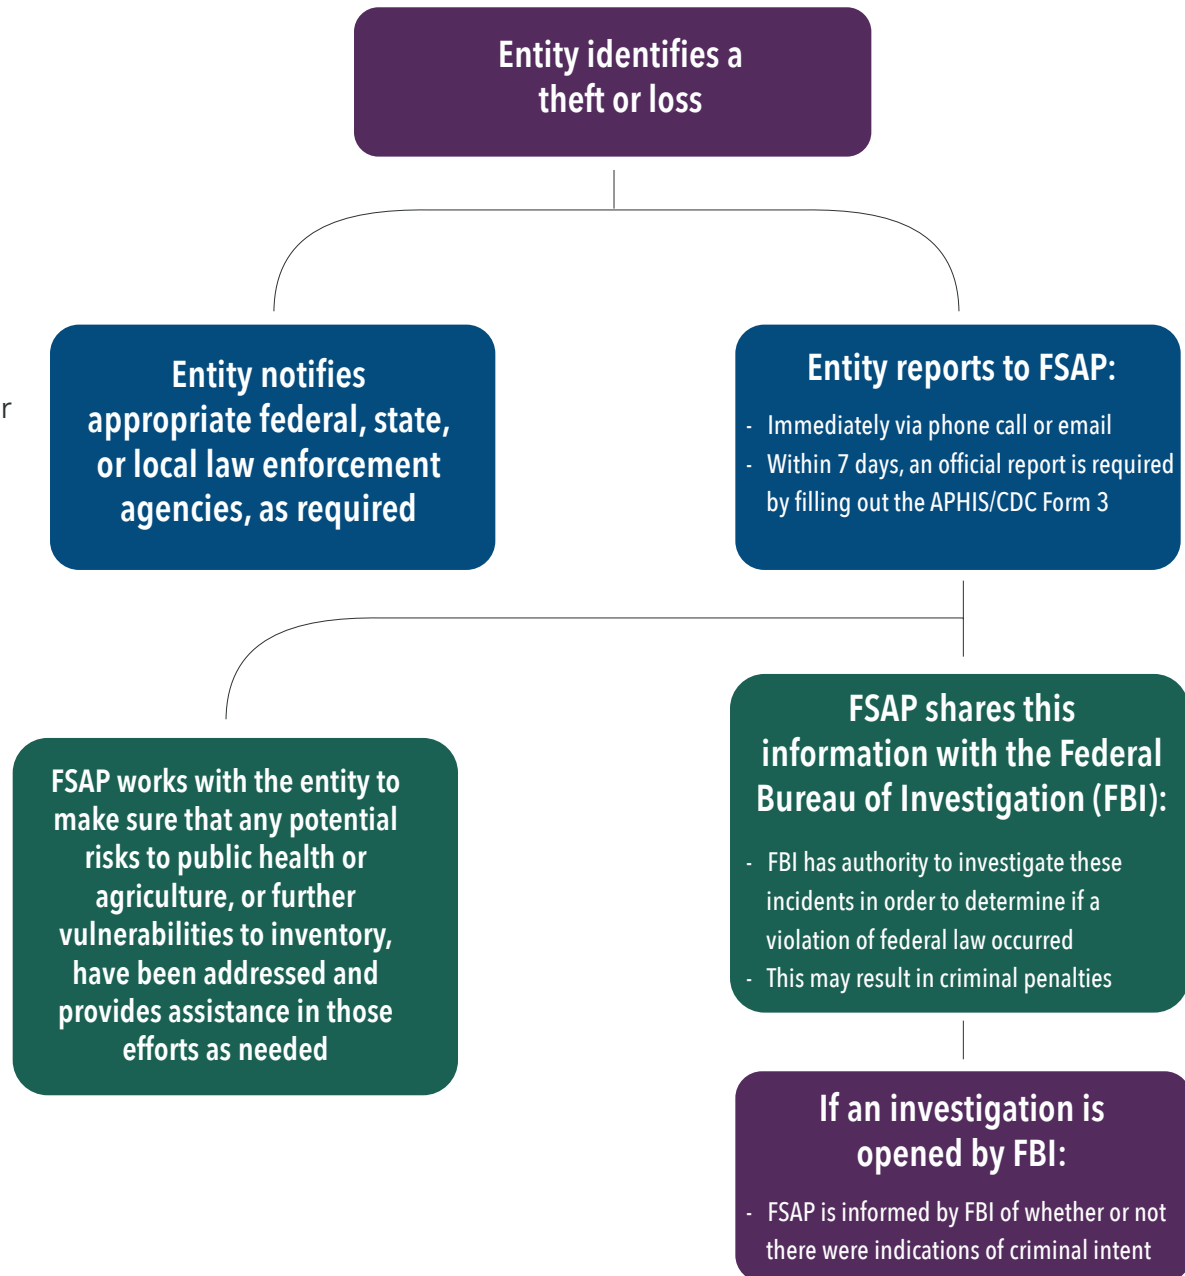 Entity identifies a
theft or loss
r
Entity notifies
appropriate federal, state,
or local law enforcement
agencies, as required
Entity reports to FSAP:
- Immediately via phone call or email
- Within 7 days, an official report is required
by filling out the APHIS/CDC Form 3
FSAP works with the entity to
make sure that any potential
risks to public health or
agriculture, or further
vulnerabilities to inventory,
have been addressed and
provides assistance in those
efforts as needed
FSAP shares this
information with the Federal
Bureau of Investigation (FBI):
- FBI has authority to investigate these
incidents in order to determine if a
violation of federal law occurred
- This may result in criminal penalties
If an investigation is
opened by FBI:
- FSAP is informed by FBI of whether or not
there were indications of criminal intent